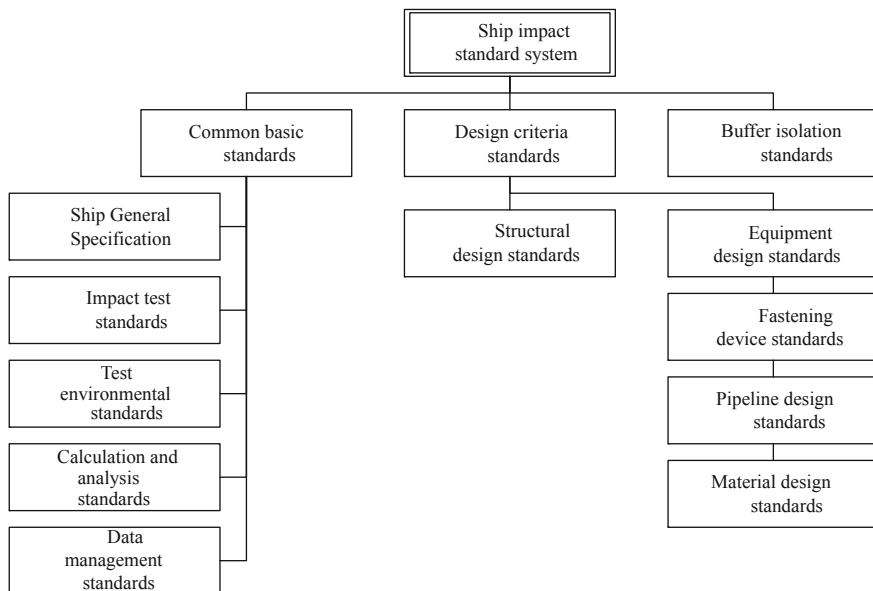 Ship impact
standard system
Common basic
standards
Design criteria
standards
Buffer isolation
standards
Ship General
Specification
Structural
design standards
Equipment
design standards
Impact test
standards
Fastening
device standards
Test
environmental
standards
Pipeline design
standards
Calculation and
analysis
standards
Material design
standards
Data
management
standards